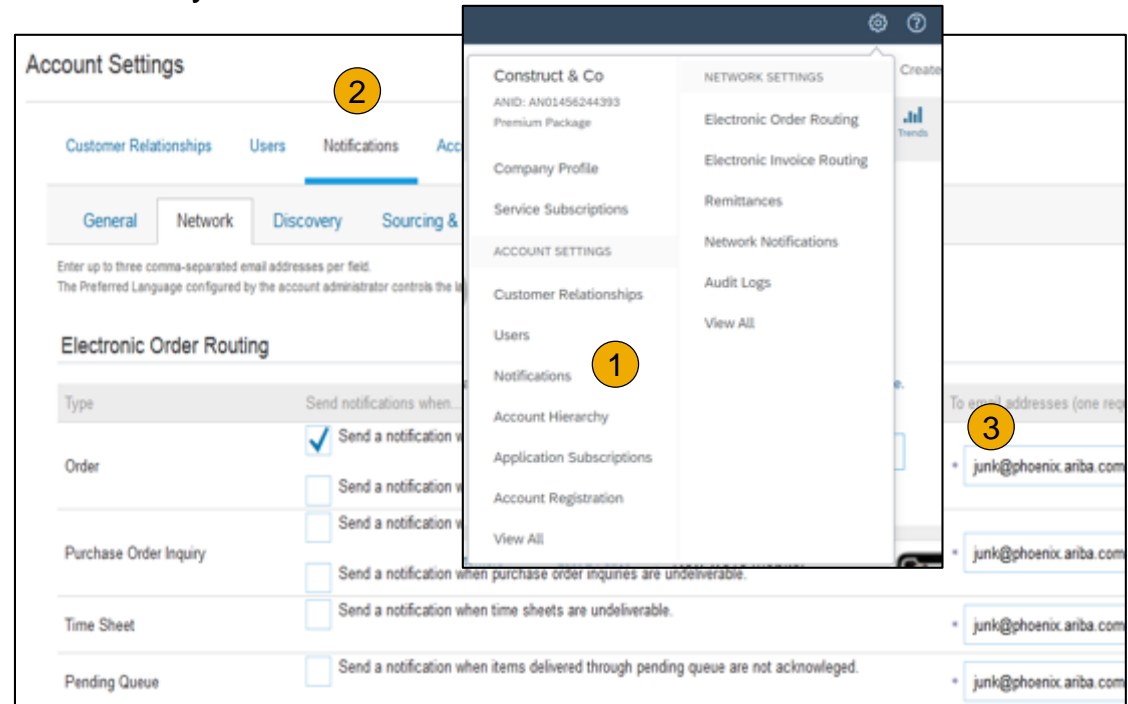 Account Settings
2
Customer Relationships Users Notifications
General Network Discovery Sourcing &
Enter up to three comma-separated email addresses per field.
The Preferred Language configured by the account administrator controls the
Electronic Order Routing
Type Send notifications when... To email addresses (one
3
Order
Send a notification
Send a notification
junk@phoenix.ariba.com
Purchase Order Inquiry
Send a notification
Send a notification when purchase order inquiries are undeliverable.
junk@phoenix.ariba.com
Time Sheet
Send a notification when time sheets are undeliverable.
junk@phoenix.ariba.com
Pending Queue
Send a notification when items delivered through pending queue are not acknowleged.
junk@phoenix.ariba.com
Construct & Co
ANID: AN01456244393
Premium Package
Company Profile
Service Subscriptions
ACCOUNT SETTINGS
Customer Relationships
Users
1
Notifications
Account Hierarchy
Application Subscriptions
Account Registration
View All
NETWORK SETTINGS
Electronic Order Routing
Electronic Invoice Routing
Remittances
Network Notifications
Audit Logs
View All
Create
Trends